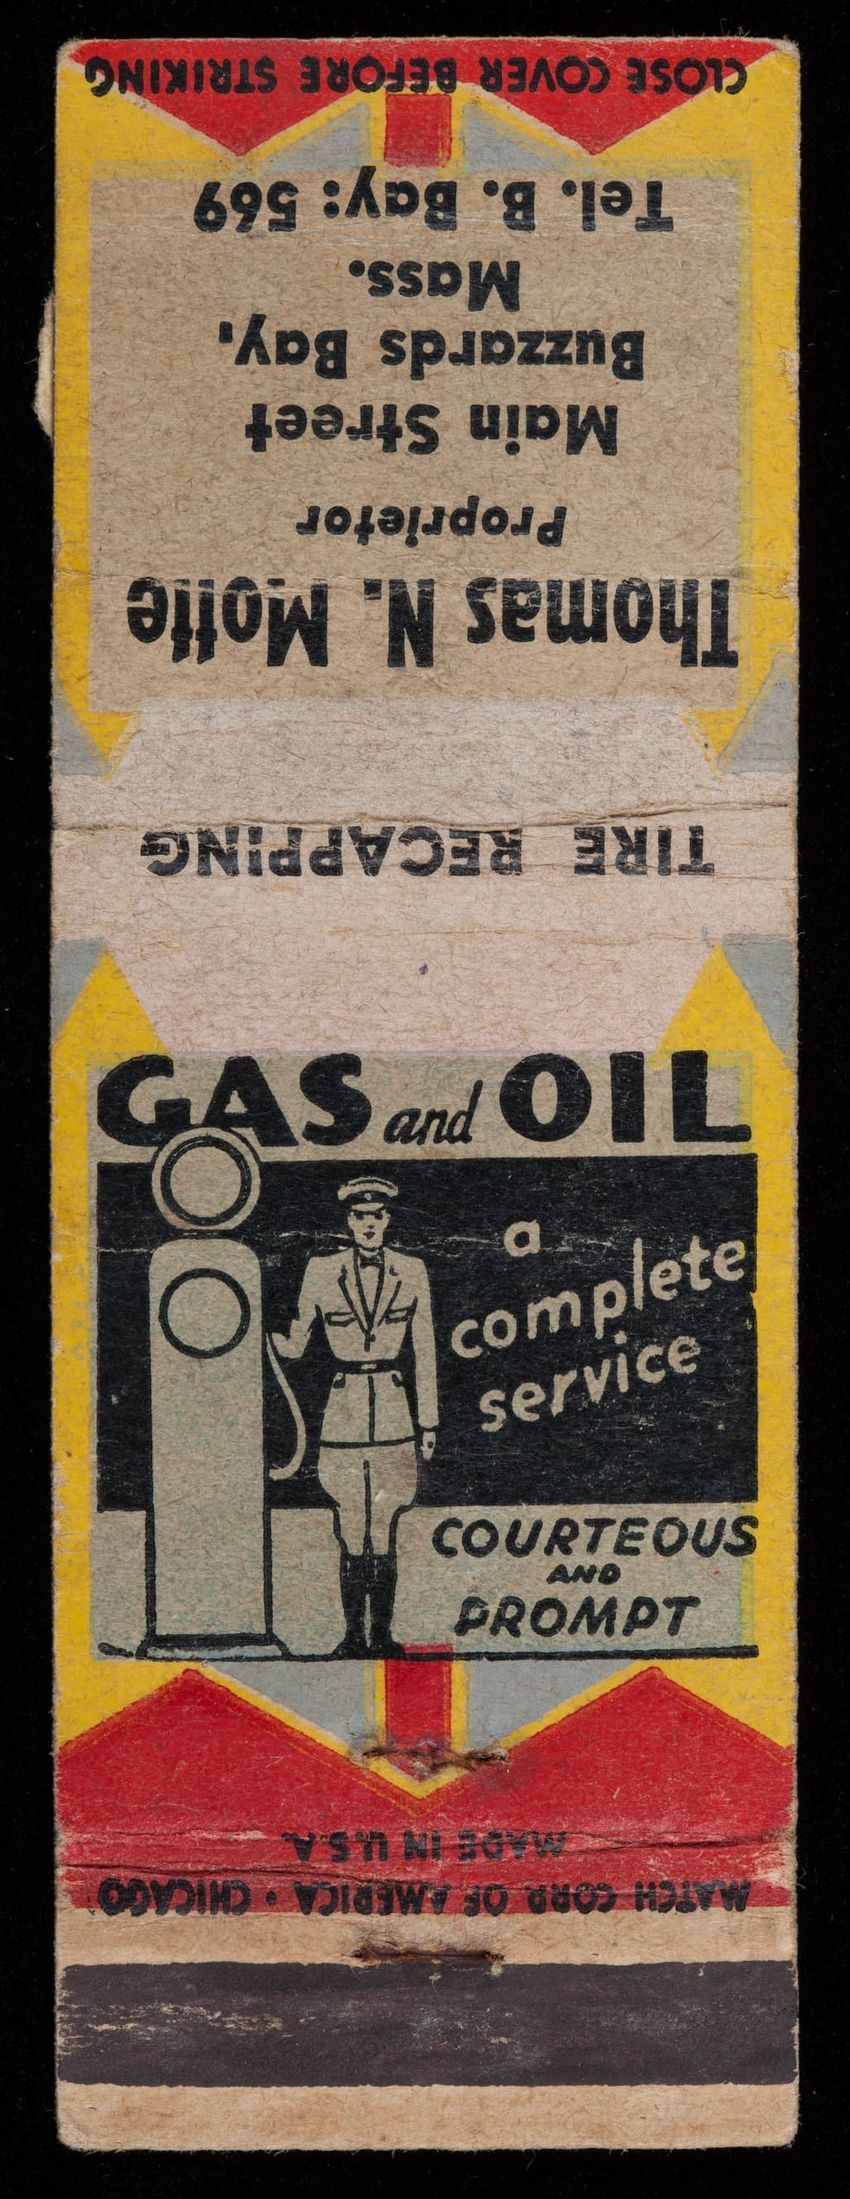 CLOSE COVER BEFORE STRIKING
Tel. B. Bay: 569
Mass.
Buzzards Bay,
Main Street
Proprietor
Thomas N. Motte
TIRE RECAPPING
GAS and OIL
a
complete
service
COURTEOUS
AND
PROMPT
MADE IN U.S.A.
MATCH CORP. OF AMERICA • CHICAGO